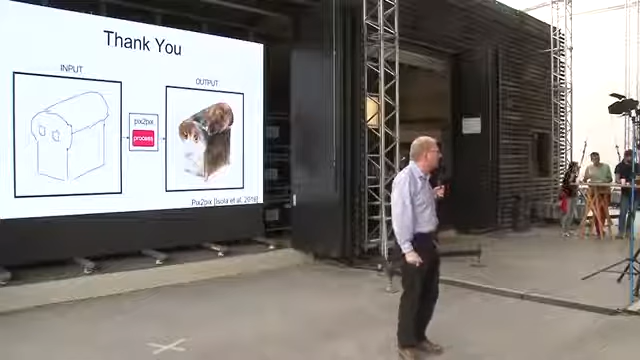 Thank You
INPUT
OUTPUT
pix2pix
process
Pix2pix [Isola et al, 2016]